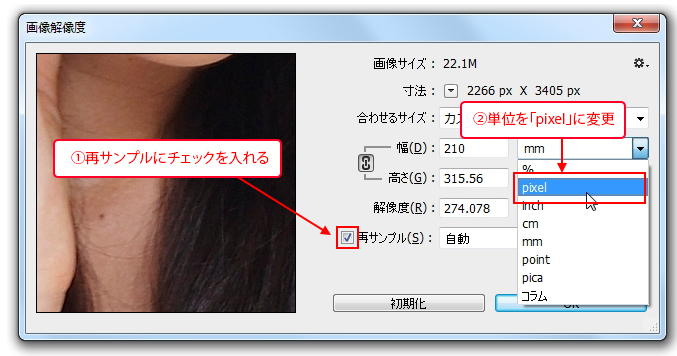 画像解像度
画像サイズ: 22.1M
寸法: 2266 px X 3405 px
合わせるサイズ: カス
②単位を「pixel」に変更
①再サンプルにチェックを入れる
幅(D): 210 mm
%
高さ(G): 315.56
pixel
解像度(R): 274.078
inch
cm
再サンプル(S): 自動
mm
point
pica
コラム
初期化
OK